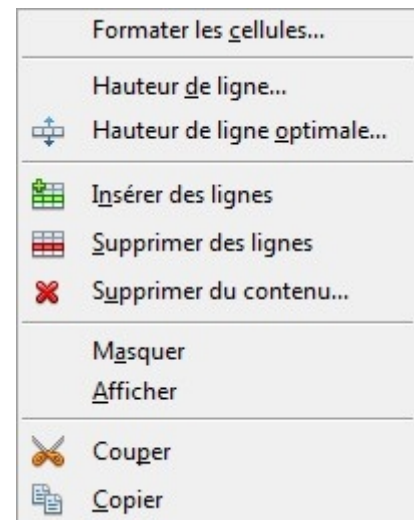 Formater les cellules...
Hauteur de ligne...
Hauteur de ligne optimale...
Insérer des lignes
Supprimer des lignes
Supprimer du contenu...
Masquer
Afficher
Couper
Copier